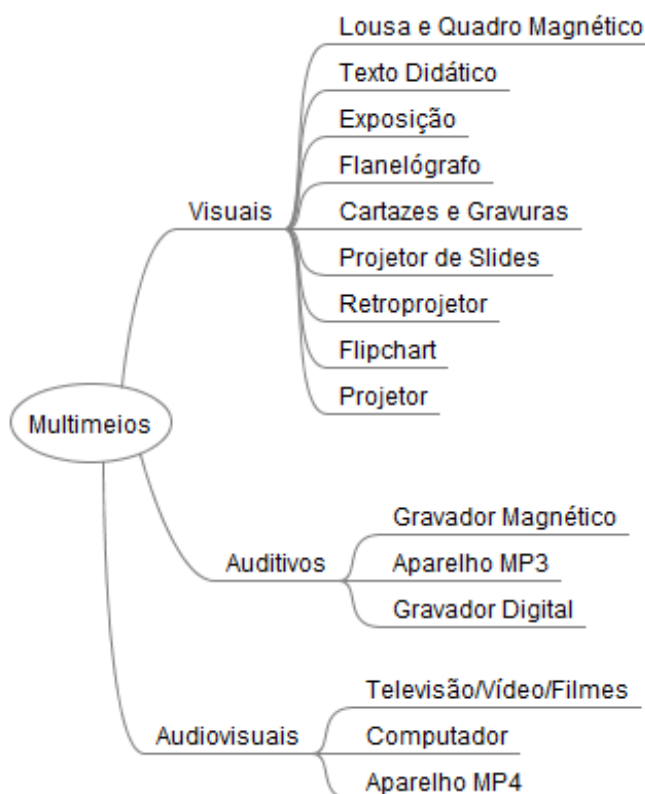 Multimeios
Visuais
Lousa e Quadro Magnético
Texto Didático
Exposição
Flanelógrafo
Cartazes e Gravuras
Projetor de Slides
Retroprojetor
Flipchart
Projetor
Auditivos
Gravador Magnético
Aparelho MP3
Gravador Digital
Audiovisuais
Televisão/Vídeo/Filmes
Computador
Aparelho MP4